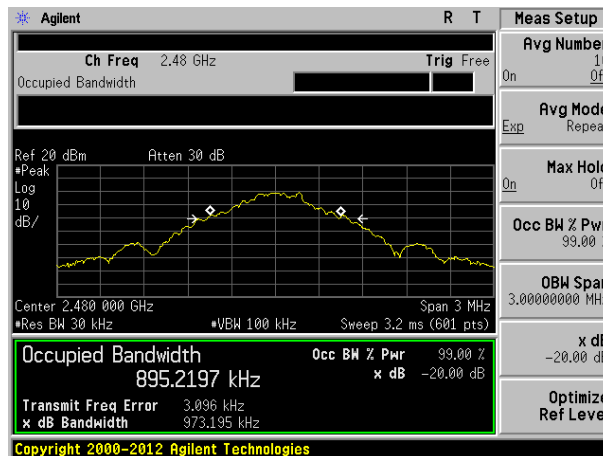 Agilent R T Meas Setup
Ch Freq 2.48 GHz Trig Free
Occupied Bandwidth
Ref 20 dBm Atten 30 dB
#Peak
Log
10
dB/
Center 2.480 000 GHz Span 3 MHz
#Res BW 30 kHz #VBW 100 kHz Sweep 3.2 ms (601 pts)
Occupied Bandwidth Occ BW % Pwr 99.00 %
895.2197 kHz x dB -20.00 dB
Transmit Freq Error 3.096 kHz
x dB Bandwidth 973.195 kHz
Copyright 2000-2012 Agilent Technologies
Avg Number
On
Avg Mode
Exp Repea
Max Hold
On Of
Occ BW % Pwr
99.00
OBW Span
3.00000000 MH
x dB
-20.00 d
Optimize
Ref Leve